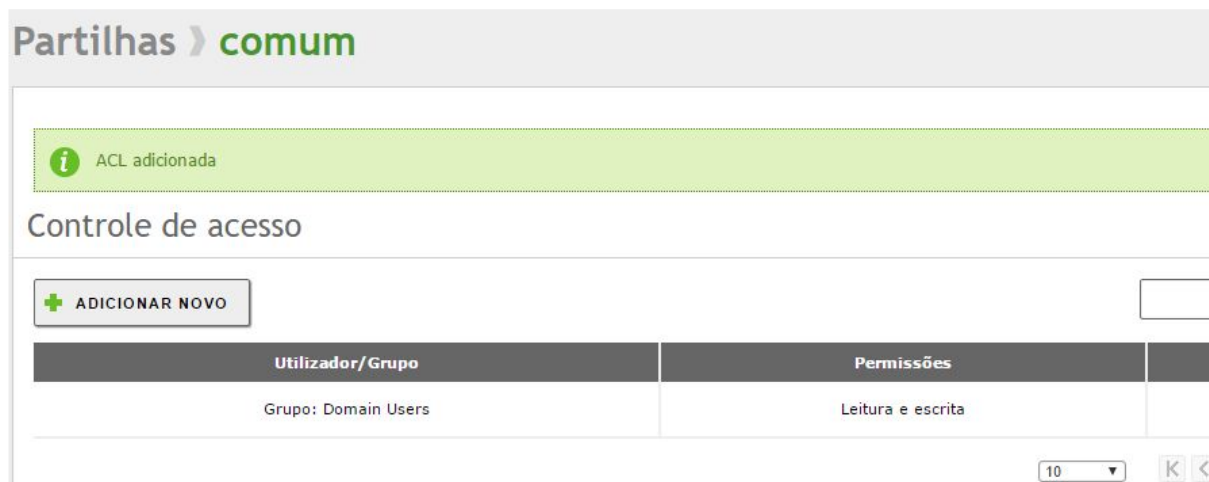 Partilhas comum
ACL adicionada
Controle de acesso
ADICIONAR NOVO
Utilizador/Grupo Permissões
Grupo: Domain Users Leitura e escrita
10